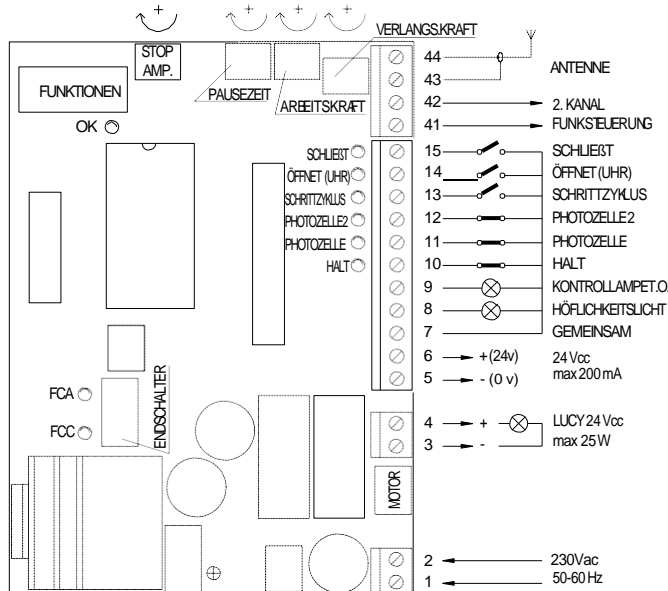 VERLANGS.KRAFT
STOP
AMP.
FUNKTIONEN
PAUSEZEIT
ARBEITSKRAFT
OK
44
43
ANTENNE
42 2. KANAL
41 FUNKSTEUERUNG
SCHLIEßT 15 SCHLIEßT
ÖFFNET (UHR) 14 ÖFFNET (UHR)
SCHRITTZYKLUS 13 SCHRITTZYKLUS
PHOTOZELLE2 12 PHOTOZELLE2
PHOTOZELLE 11 PHOTOZELLE
HALT 10 HALT
9 KONTROLLAMPE T.O.
8 HÖFLICHKEITSLICHT
7 GEMEINSAM
6 +(24v) 24 Vcc
5 - (0 v) max 200 mA
FCA
FCC
ENDSCHALTER
4 + LUCY 24 Vcc
3 - max 25 W
MOTOR
2 230Vac
1 50-60 Hz